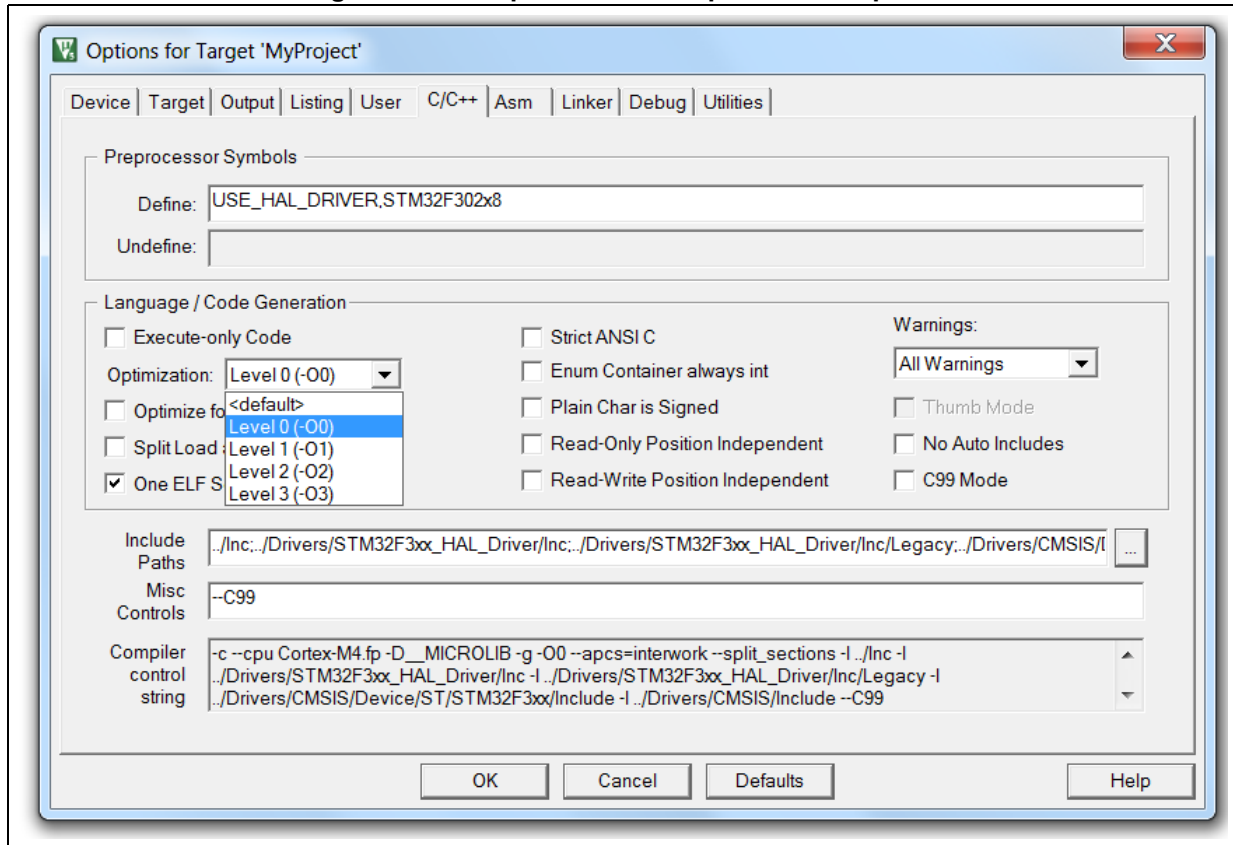 Options for Target 'MyProject'
Device Target Output Listing User C/C++ Asm Linker Debug Utilities
Preprocessor Symbols
Define: USE_HAL_DRIVER,STM32F302x8
Undefine:
Language / Code Generation
Execute-only Code
Optimization: Level 0 (-O0)
<default>
Level 0 (-O0)
Level 1 (-O1)
Level 2 (-O2)
Level 3 (-O3)
Optimize fo
Split Load
One ELF S
Strict ANSI C
Enum Container always int
Plain Char is Signed
Read-Only Position Independent
Read-Write Position Independent
Warnings:
All Warnings
Thumb Mode
No Auto Includes
C99 Mode
Include Paths
../Inc;../Drivers/STM32F3xx_HAL_Driver/Inc;../Drivers/STM32F3xx_HAL_Driver/Inc/Legacy;../Drivers/CMSIS/
...
Misc Controls
--C99
Compiler control string
-c --cpu Cortex-M4.fp -D__MICROLIB -g -O0 --apcs=interwork --split_sections -I ../Inc -I
../Drivers/STM32F3xx_HAL_Driver/Inc -I ../Drivers/STM32F3xx_HAL_Driver/Inc/Legacy -I
../Drivers/CMSIS/Device/ST/STM32F3xx/Include -I ../Drivers/CMSIS/Include --C99
OK Cancel Defaults Help